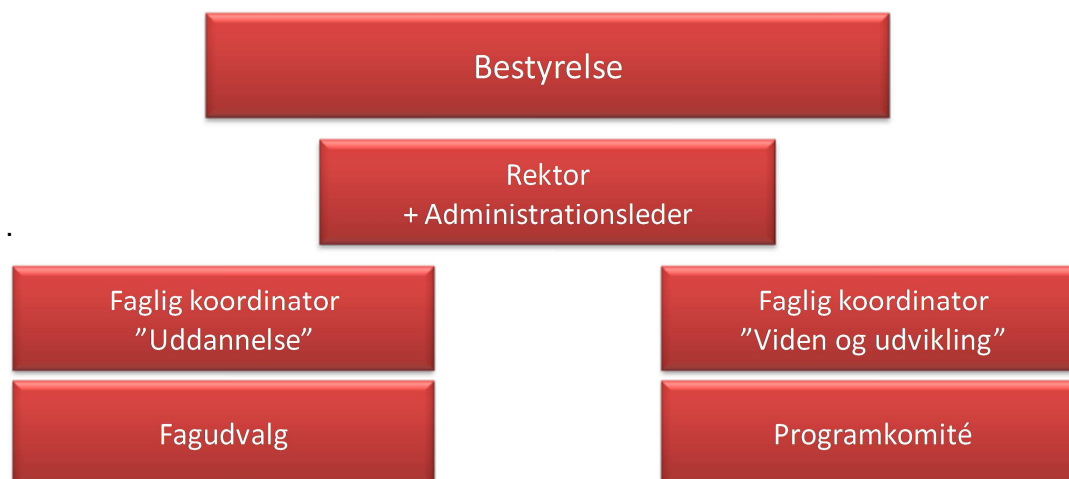 Bestyrelse
Rektor
+ Administrationsleder
.
Faglig koordinator
”Uddannelse”
Faglig koordinator
”Viden og udvikling”
Fagudvalg
Programkomité